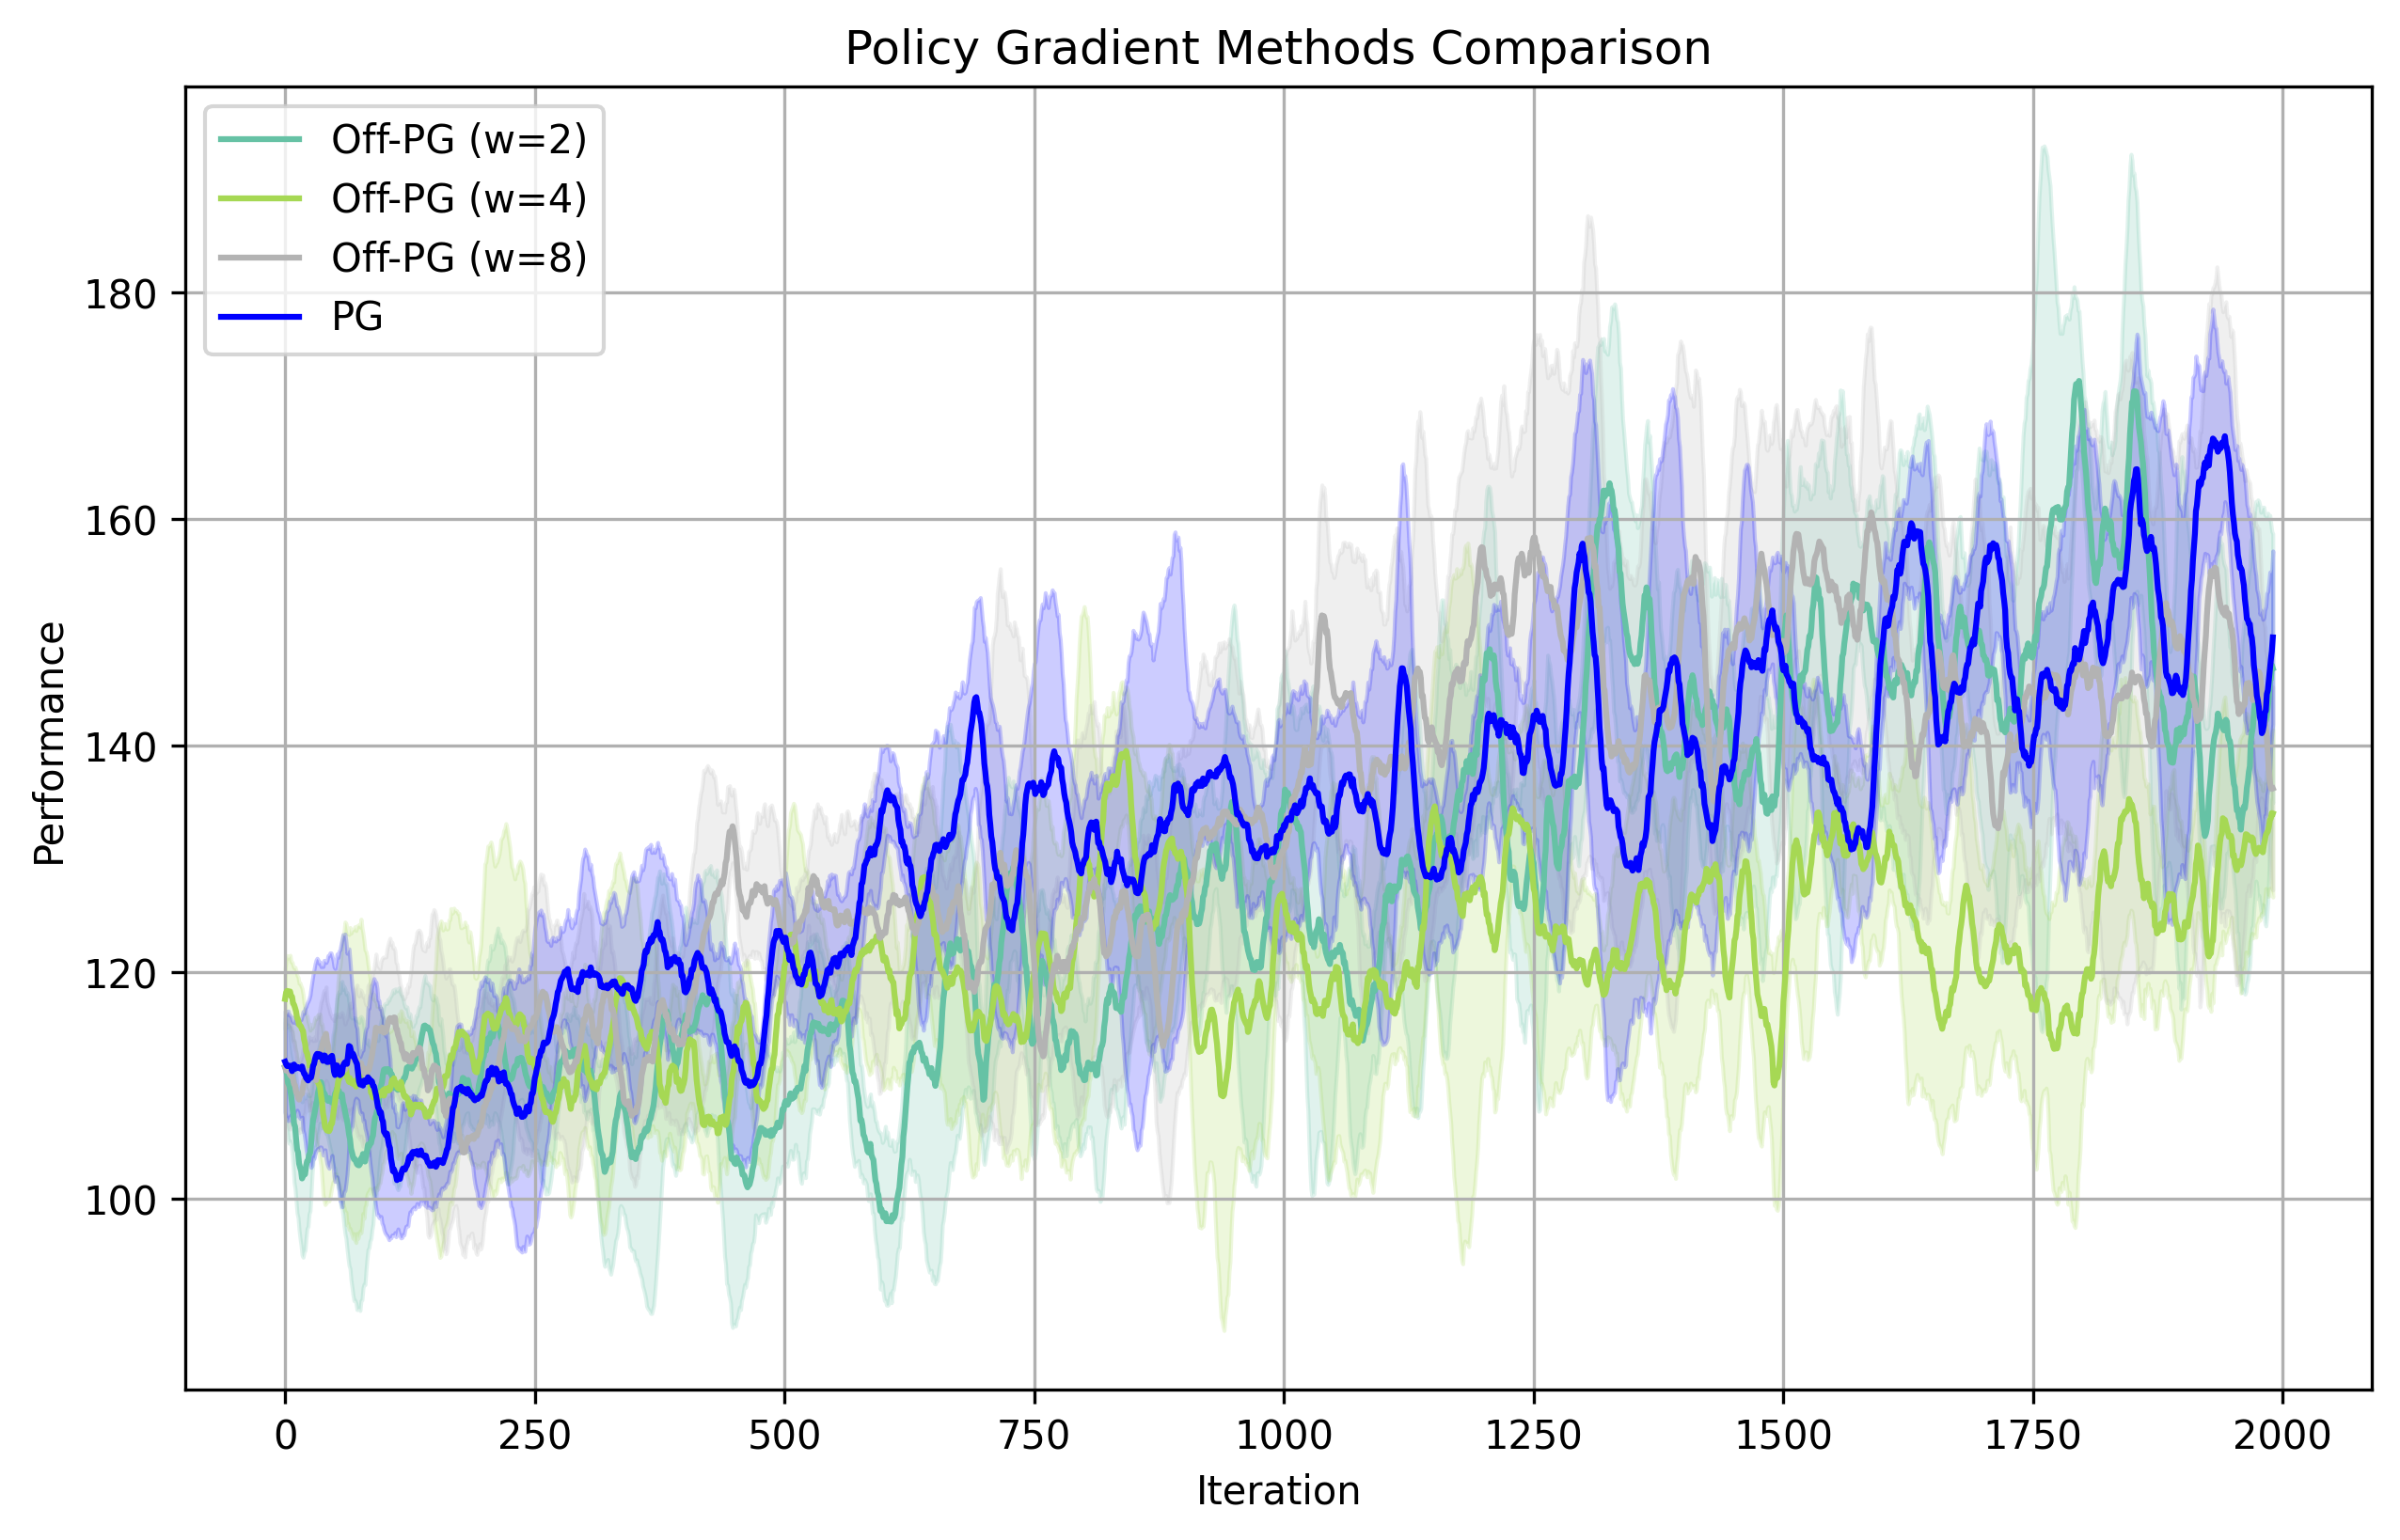 Policy Gradient Methods Comparison
Off-PG (w=2)
Off-PG (w=4)
Off-PG (w=8)
PG
Performance
180
160
140
120
100
0 250 500 750 1000 1250 1500 1750 2000
Iteration